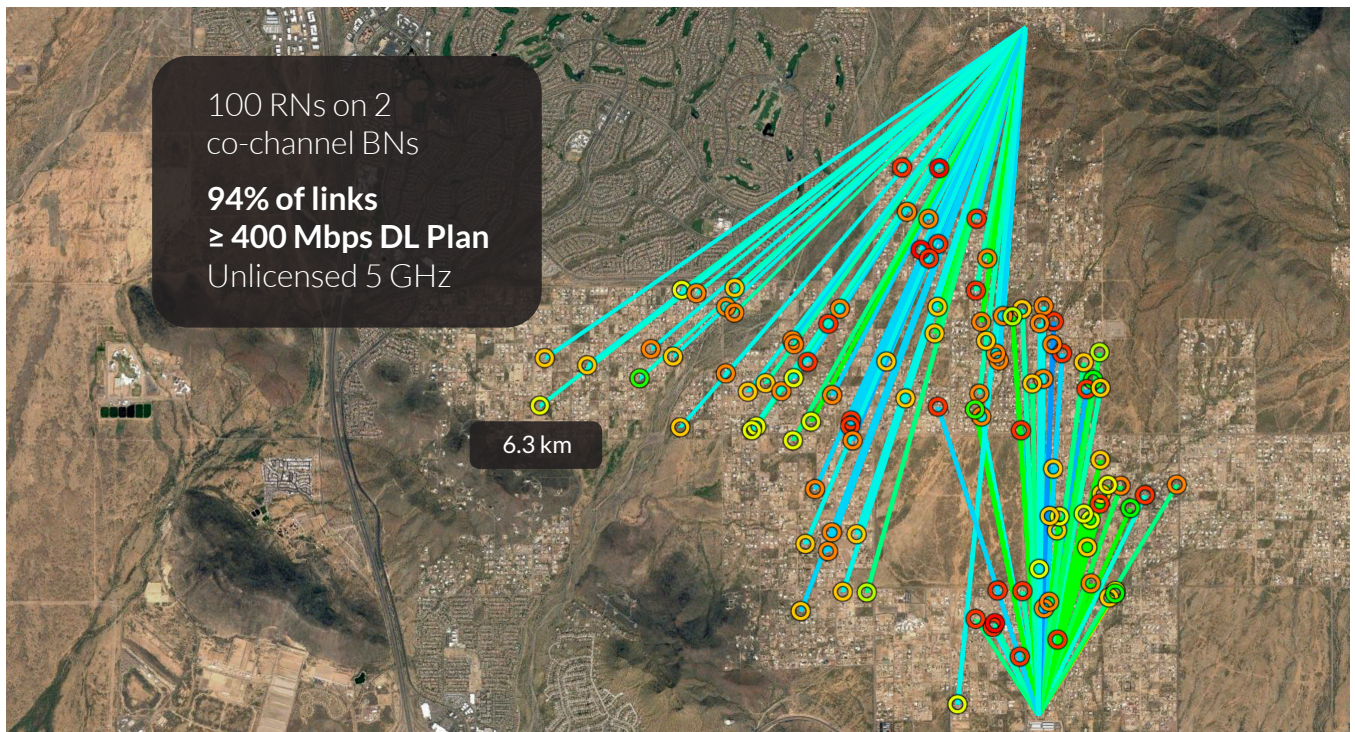 100 RNs on 2
co-channel BNs
94% of links
≥ 400 Mbps DL Plan
Unlicensed 5 GHz
6.3 km